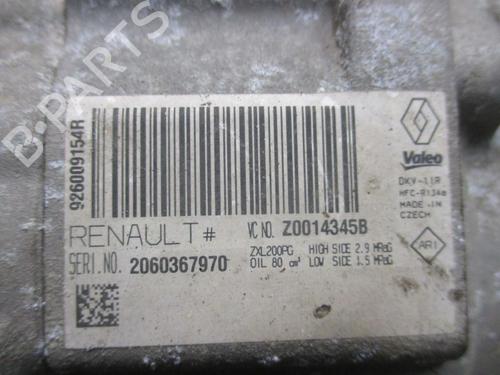 B-PARTS
926009154R
Valeo
DKV-11R
HFC-R134a
MADE IN
CZECH
RENAULT #
VC NO. Z0014345B
SERI.NO. 2060367970
ZXL200PG HIGH SIDE 2.9 MPaG
OIL 80 cm³ LOW SIDE 1.5 MPaG
ARI